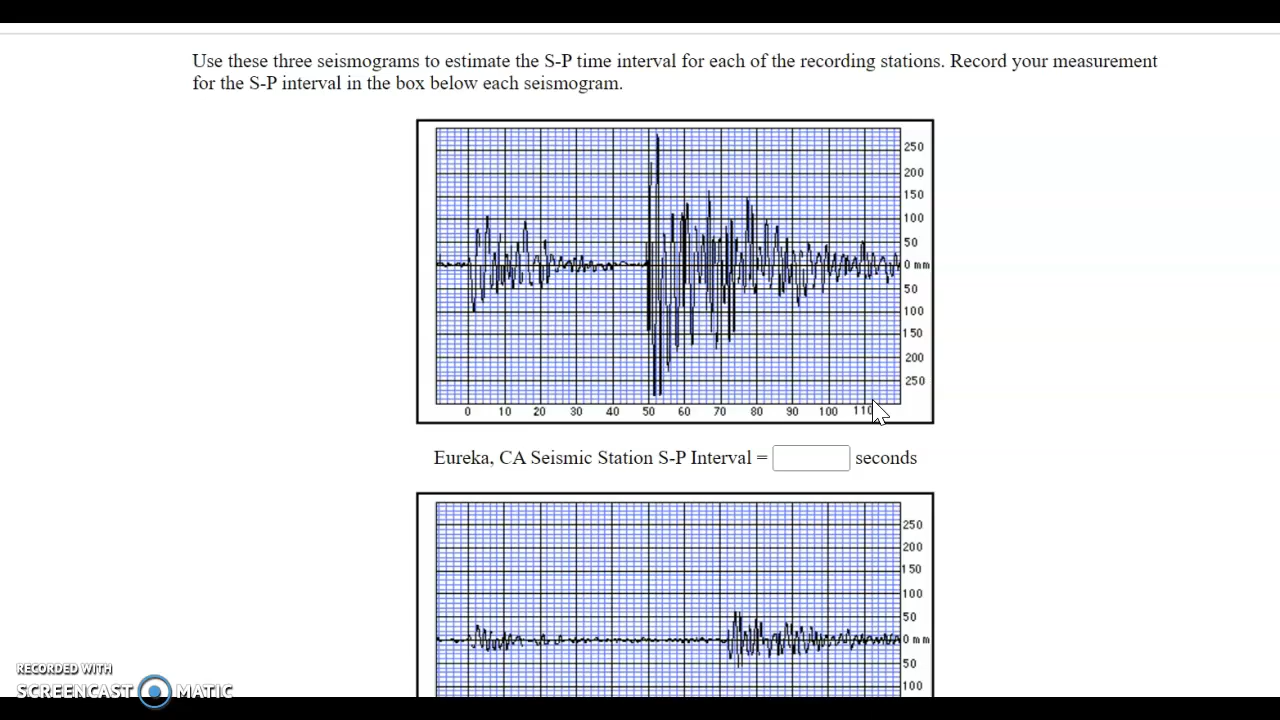 Use these three seismograms to estimate the S-P time interval for each of the recording stations. Record your measurement
for the S-P interval in the box below each seismogram.
250
200
150
100
50
0 mm
50
100
150
200
250
0 10 20 30 40 50 60 70 80 90 100 110
Eureka, CA Seismic Station S-P Interval = seconds
250
200
150
100
50
0 mm
50
100
RECORDED WITH
SCREENCAST MATIC